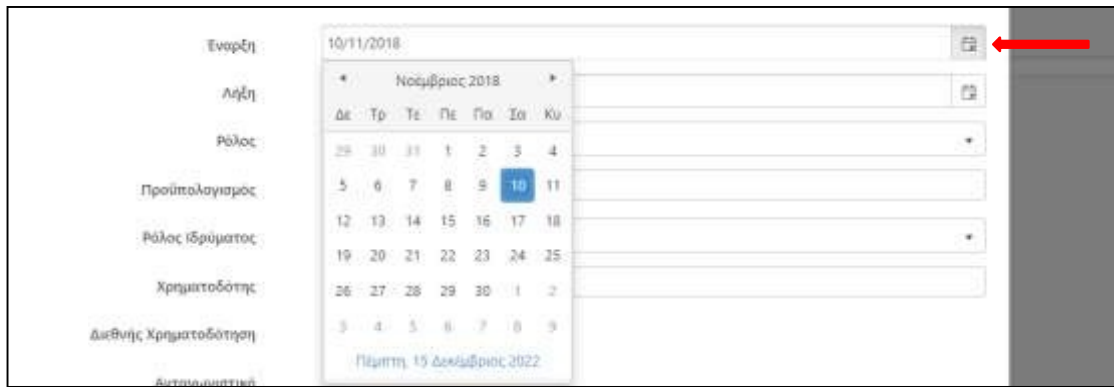 Έναρξη
10/11/2018
Νοέμβριος 2018
Λήξη
Δε Τρ Τε Πε Πα Σα Κυ
Ρόλος
29 30 31 1 2 3 4
Προϋπολογισμός
5 6 7 8 9 10 11
12 13 14 15 16 17 18
Ρόλος Ιδρύματος
19 20 21 22 23 24 25
Χρηματοδότης
26 27 28 29 30 1 2
Διεθνής Χρηματοδότηση
3 4 5 6 7 8 9
Πέμπτη, 15 Δεκέμβριος 2022
Ανταγωνιστικό